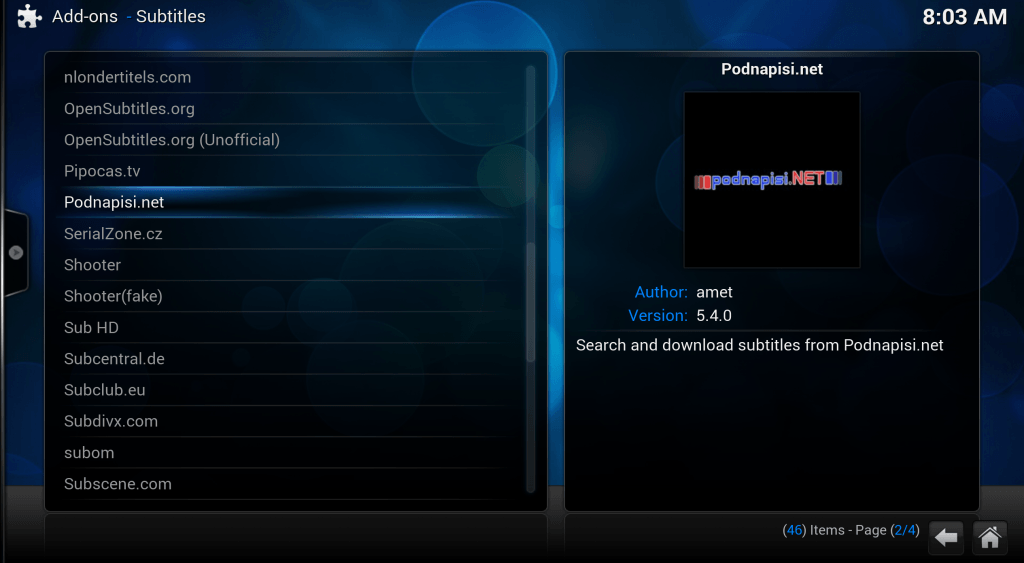 Add-ons - Subtitles
8:03 AM
nlondertitels.com
OpenSubtitles.org
OpenSubtitles.org (Unofficial)
Pipocas.tv
Podnapisi.net
SerialZone.cz
Shooter
Shooter(fake)
Sub HD
Subcentral.de
Subclub.eu
Subdivx.com
subom
Subscene.com
Podnapisi.net
podnapisi.NET
Author: amet
Version: 5.4.0
Search and download subtitles from Podnapisi.net
(46) Items - Page (2/4)